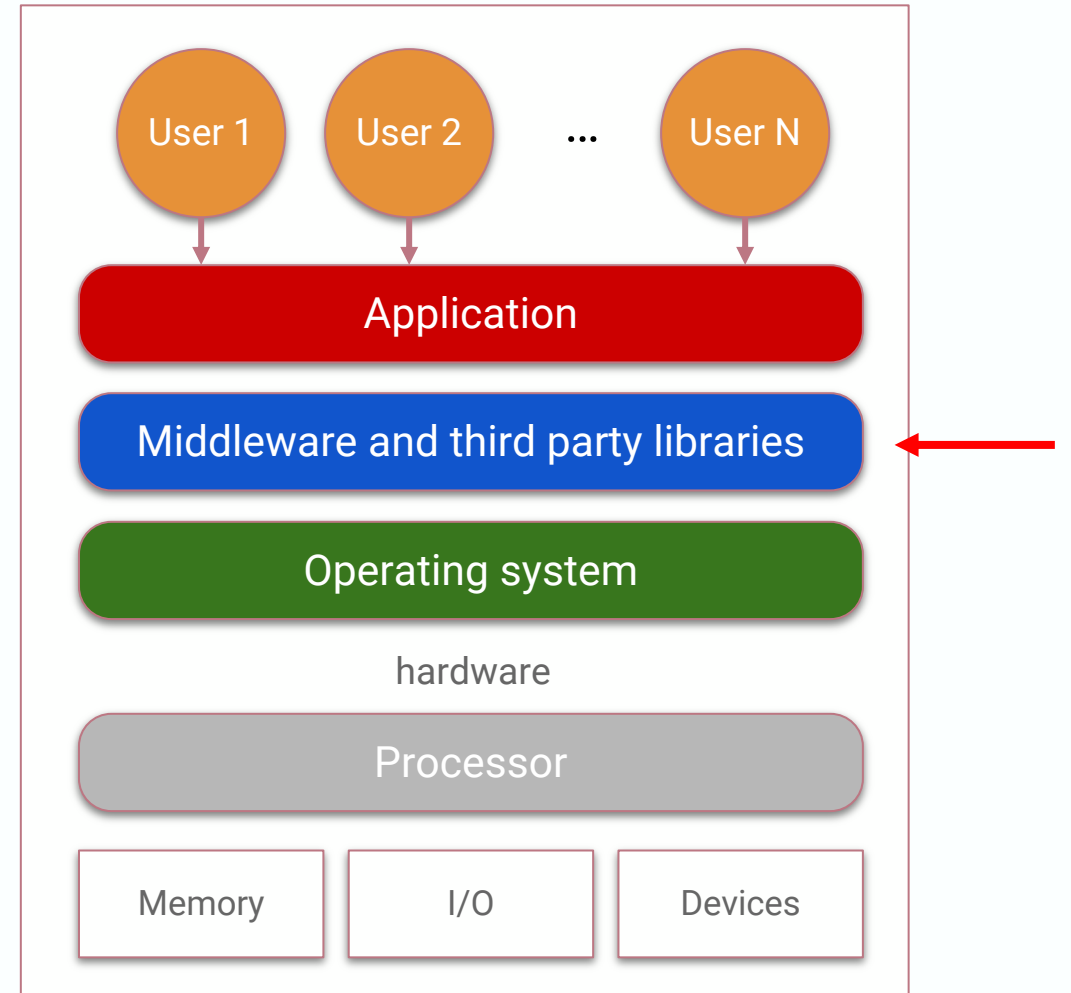 User 1
User 2
...
User N
Application
Middleware and third party libraries
Operating system
hardware
Processor
Memory
I/O
Devices